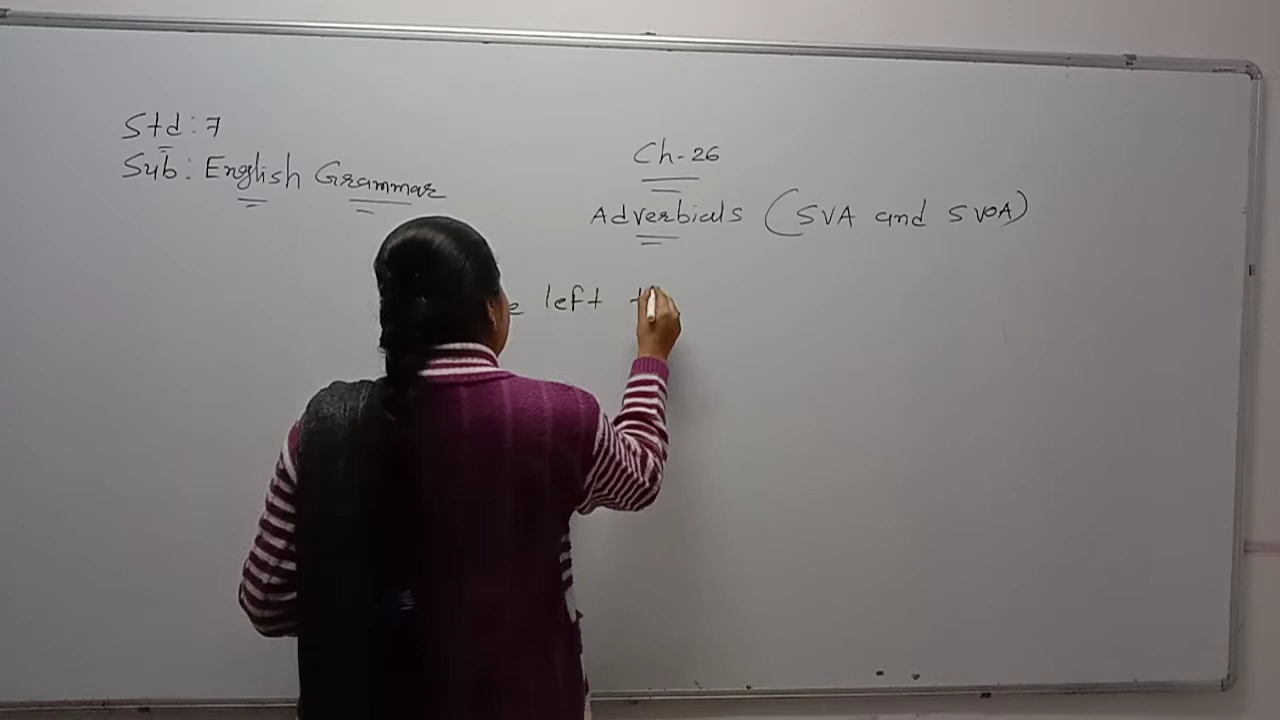 Std: 7
Sub: English Grammar
Ch-26
Adverbials (SVA and SVOA)
left